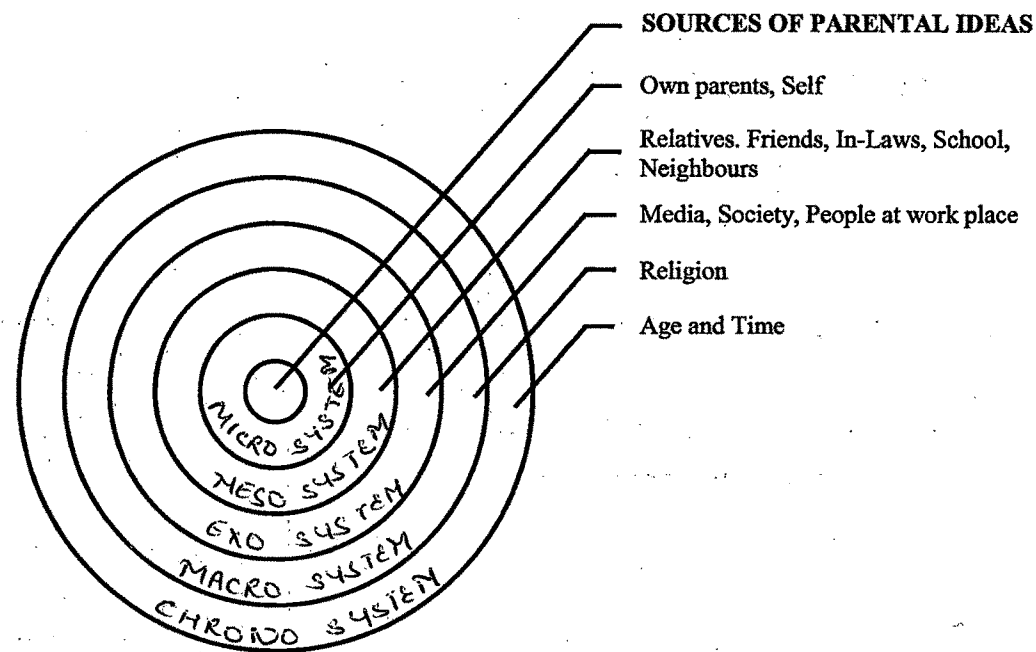 SOURCES OF PARENTAL IDEAS
Own parents, Self
Relatives. Friends, In-Laws, School,
Neighbours
Media, Society, People at work place
Religion
Age and Time
MICRO SYSTEM
MESO SYSTEM
EXO SYSTEM
MACRO SYSTEM
CHRONO SYSTEM